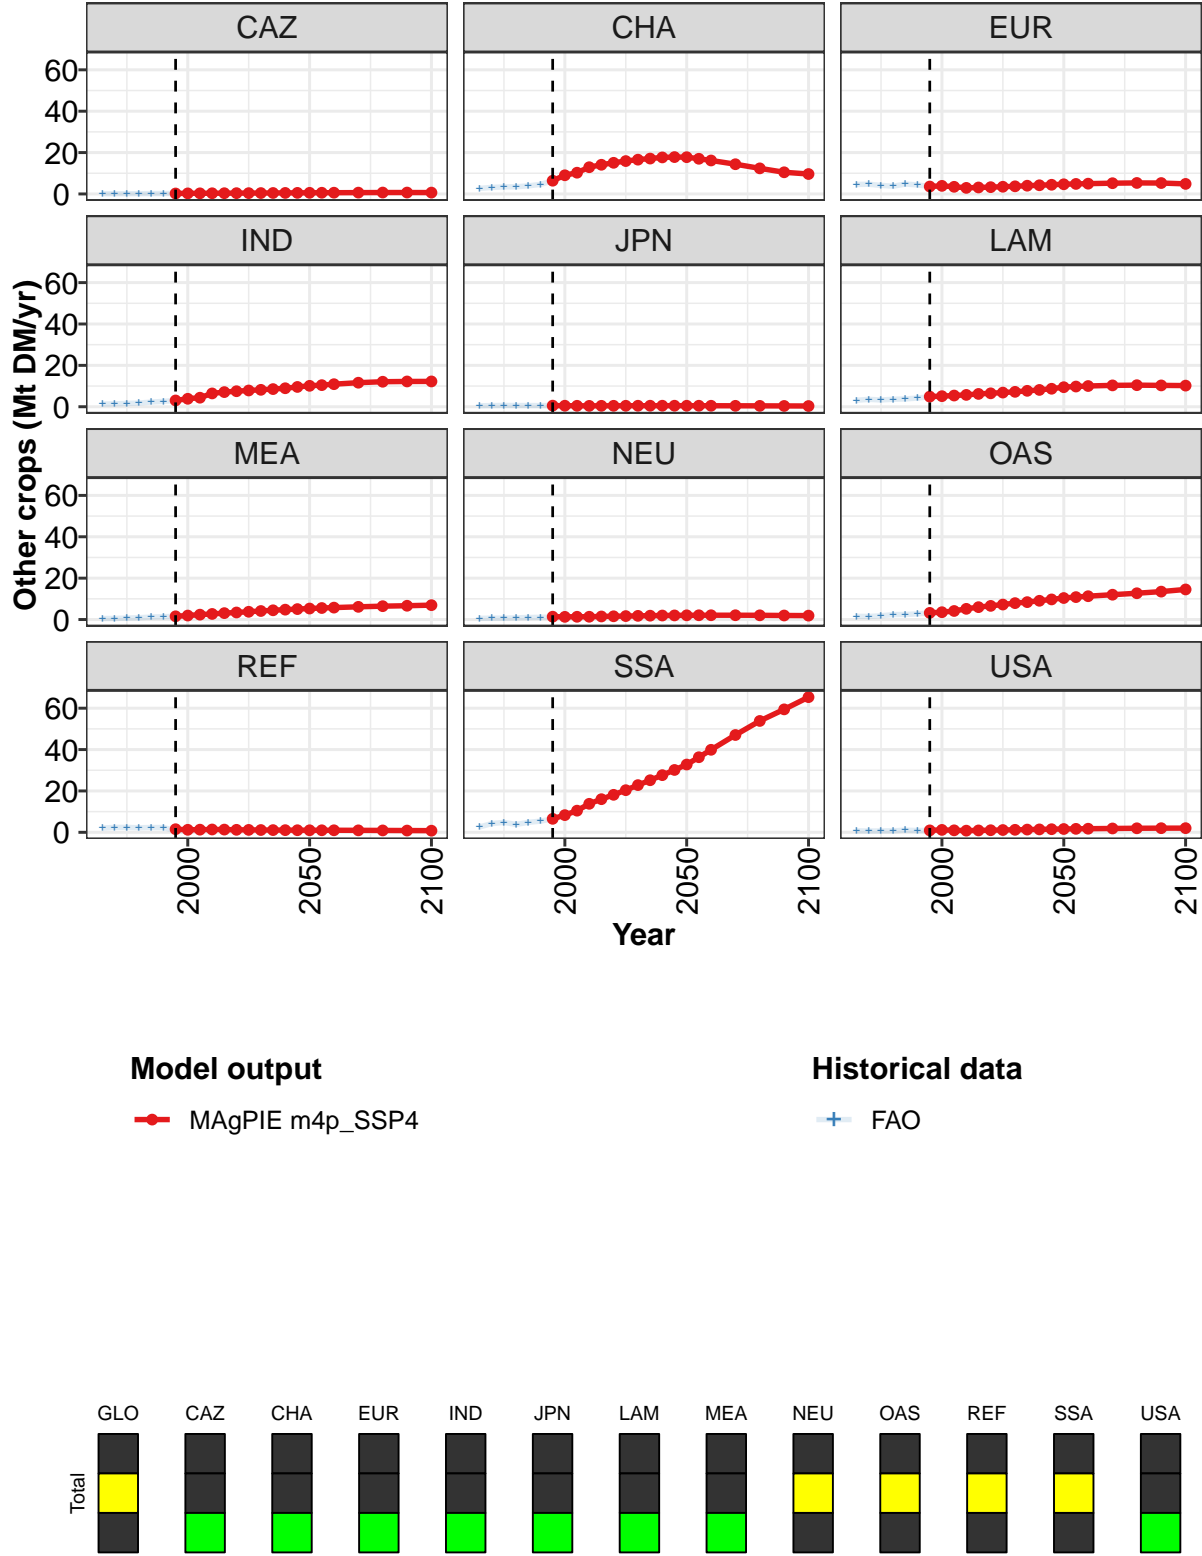 CAZ CHA EUR
60
40
20
0
IND JPN LAM
60
40
20
0
MEA NEU OAS
60
40
20
0
REF SSA USA
60
40
20
0
Other crops (Mt DM/yr)
2000 2050 2100 2000 2050 2100 2000 2050 2100
Year
Model output Historical data
MAgPIE m4p_SSP4 FAO
GLO CAZ CHA EUR IND JPN LAM MEA NEU OAS REF SSA USA
Total